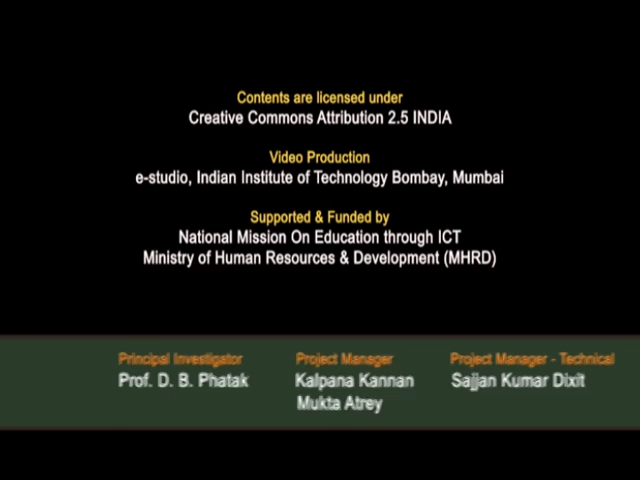 Contents are licensed under
Creative Commons Attribution 2.5 INDIA
Video Production
e-studio, Indian Institute of Technology Bombay, Mumbai
Supported & Funded by
National Mission On Education through ICT
Ministry of Human Resources & Development (MHRD)
Principal Investigator
Prof. D. B. Phatak
Project Manager
Kalpana Kannan
Mukta Atrey
Project Manager - Technical
Sajjan Kumar Dixit